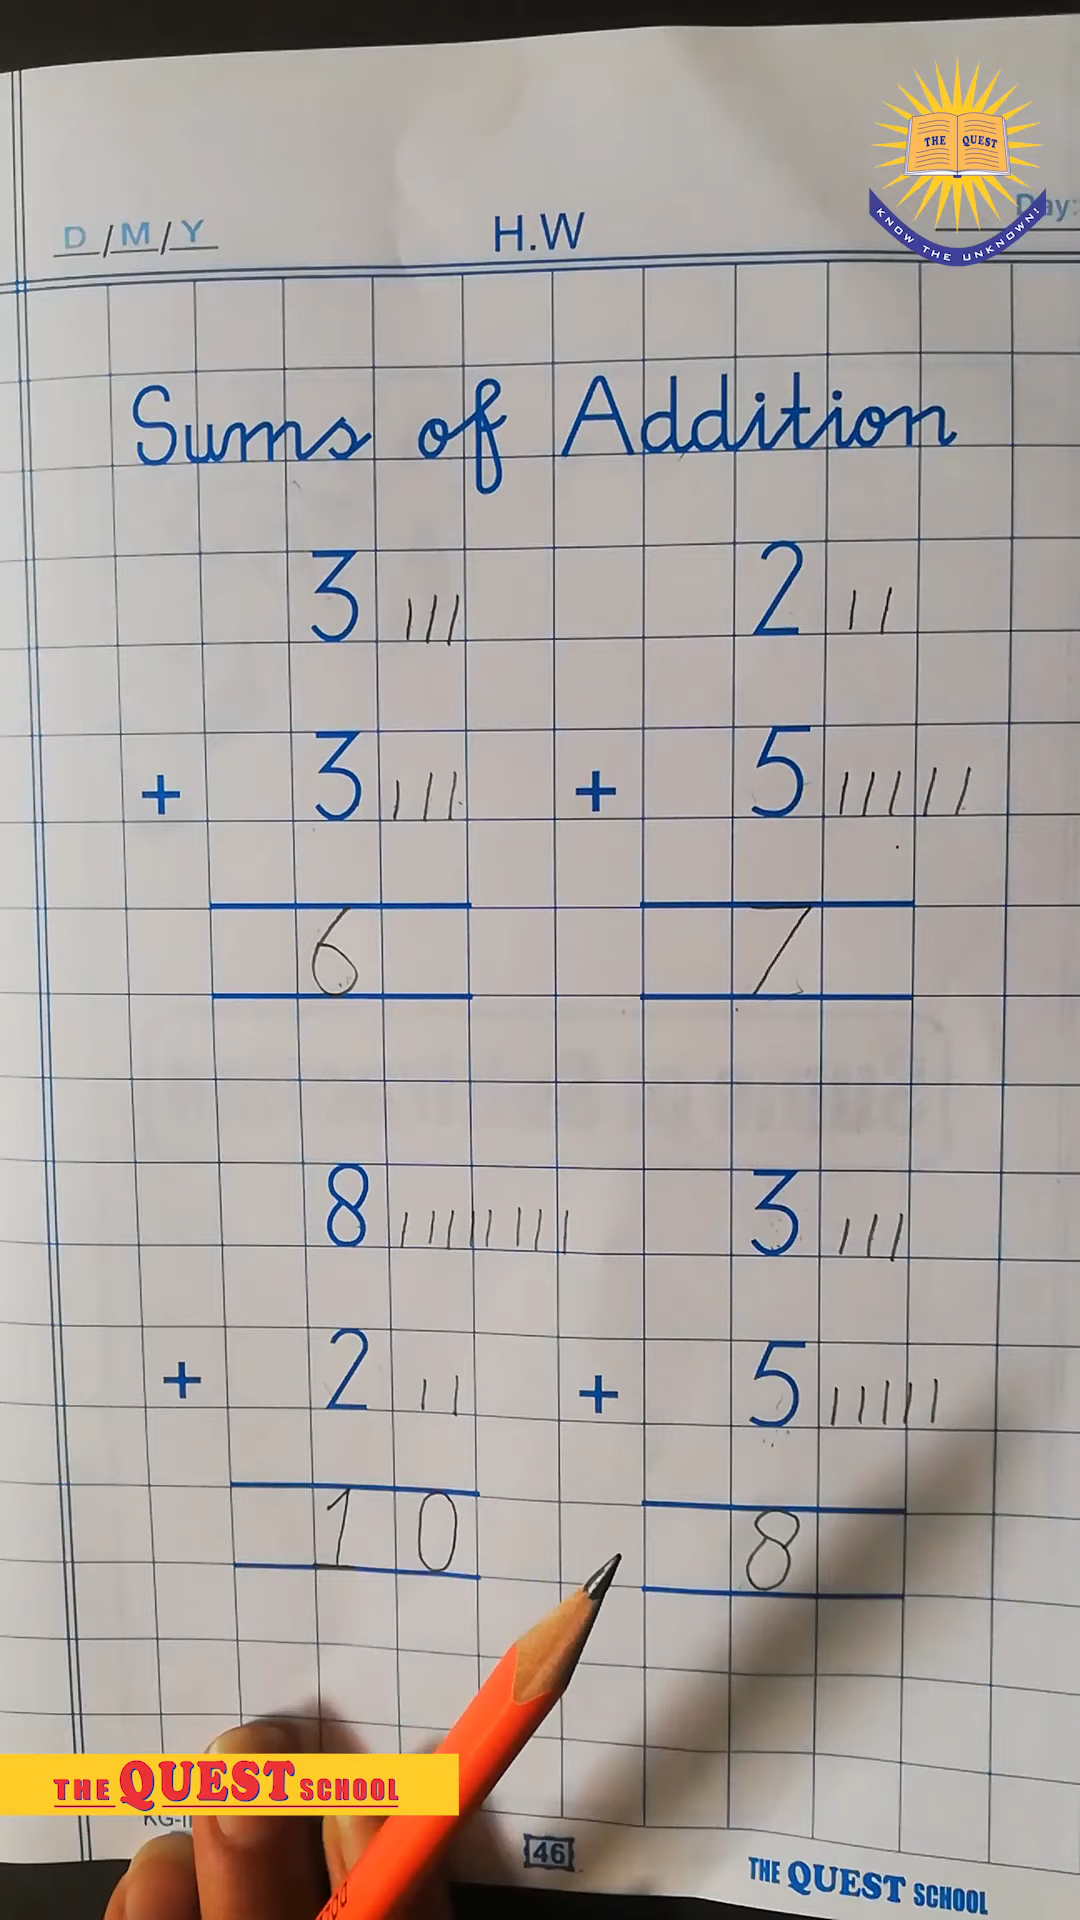 THE QUEST
KNOW THE UNKNOWN!
D/M/Y H.W Day:
Sums of Addition
3 2
+ 3 + 5
6 7
8 3
+ 2 + 5
10 8
THE QUEST SCHOOL
46
THE QUEST SCHOOL